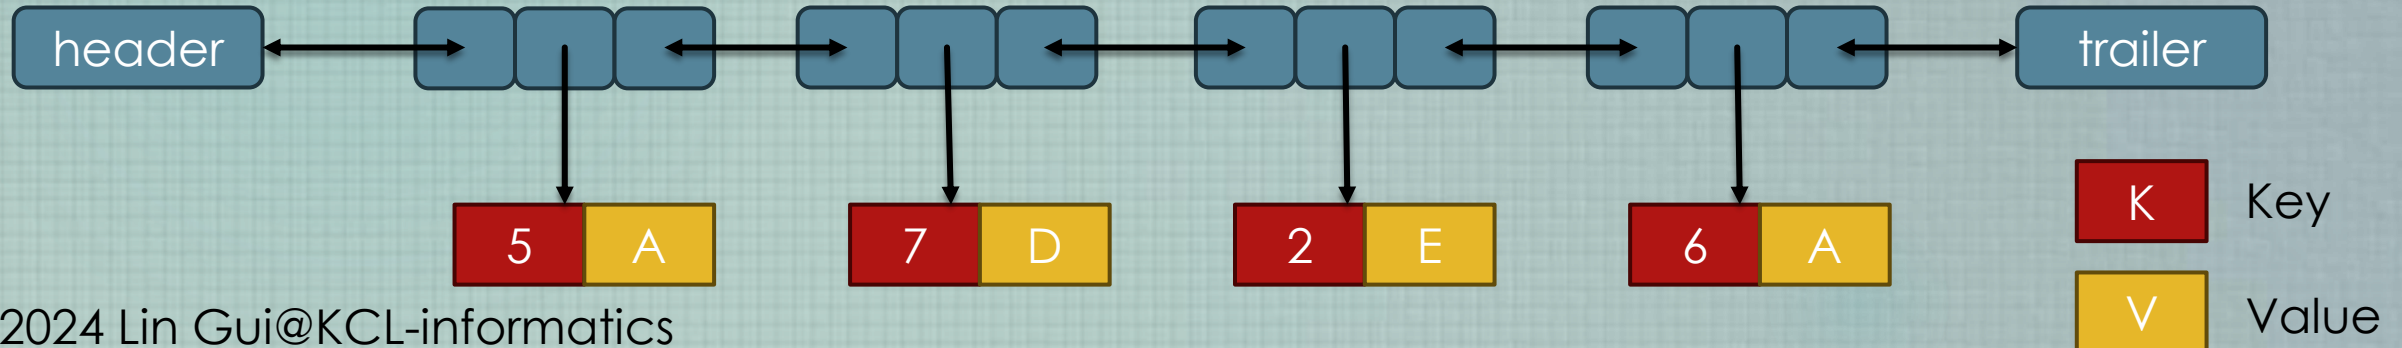 header trailer
5 A 7 D 2 E 6 A
K Key
V Value
2024 Lin Gui@KCL-informatics